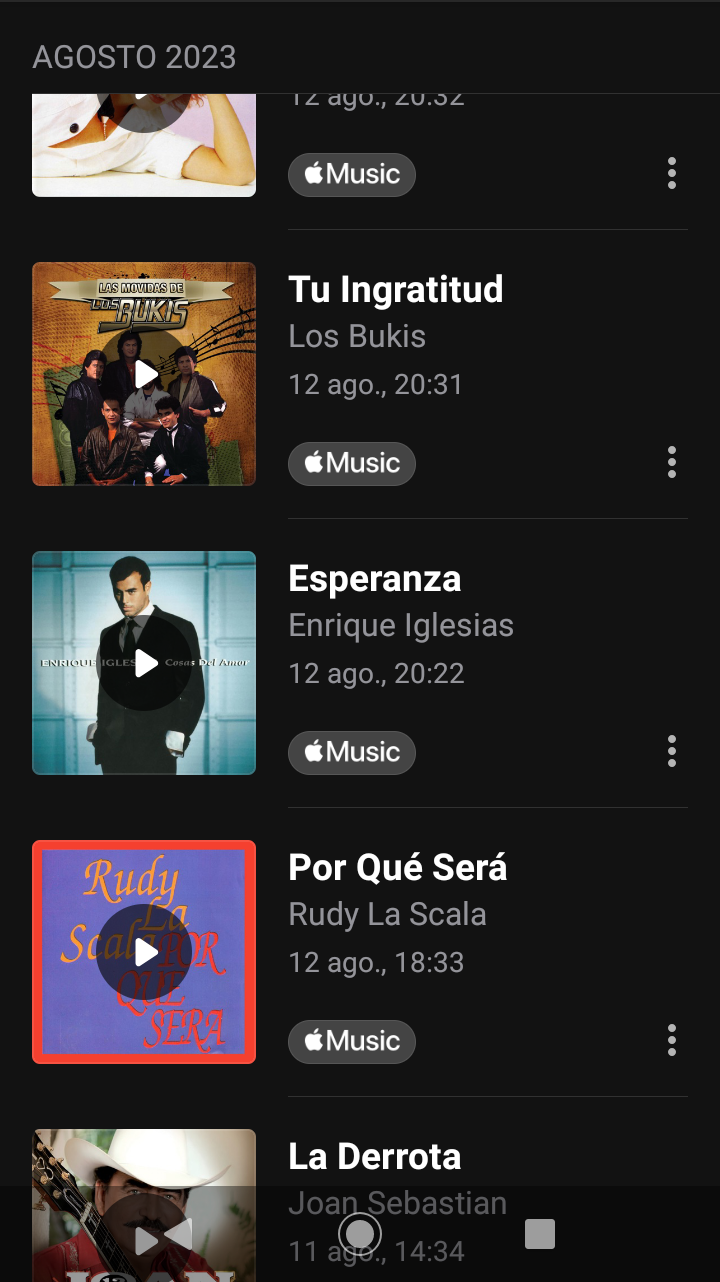 AGOSTO 2023
12 ago., 20:32
Music
LAS MOVIDAS DE
LOS BUKIS
Tu Ingratitud
Los Bukis
12 ago., 20:31
Music
ENRIQUE IGLES Cosas Del Amor
Esperanza
Enrique Iglesias
12 ago., 20:22
Music
Rudy
La
Scala POR
QUE
SERA
Por Qué Será
Rudy La Scala
12 ago., 18:33
Music
JOAN
La Derrota
Joan Sebastian
11 ago., 14:34